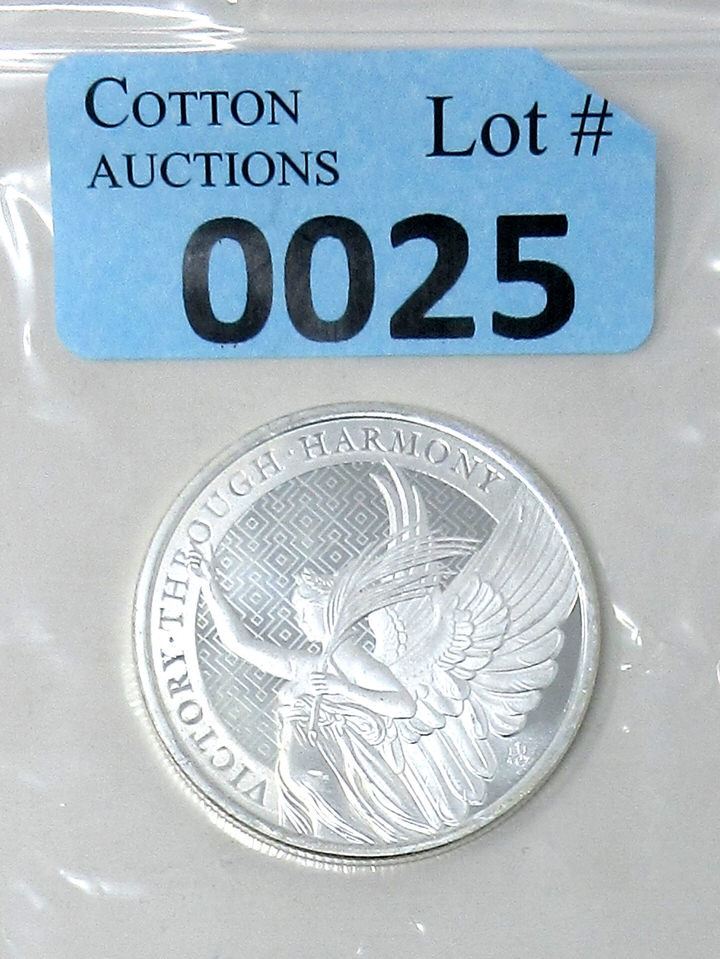 COTTON
AUCTIONS
Lot #
0025
VICTORY · THROUGH · HARMONY